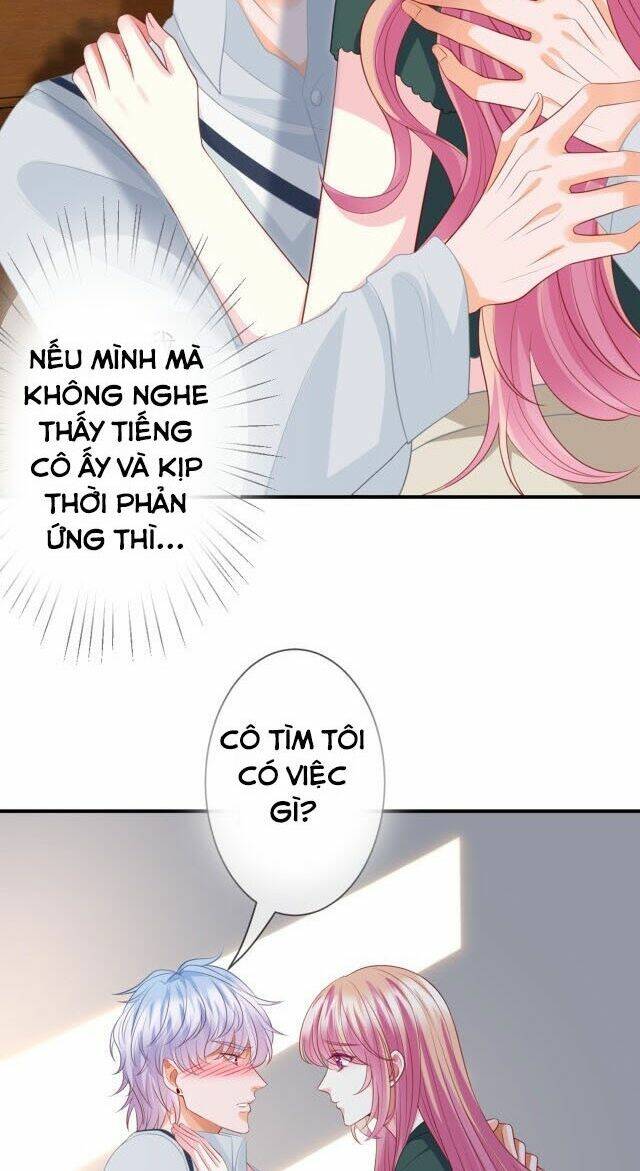 NẾU MÌNH MÀ
KHÔNG NGHE
THẤY TIẾNG
CÔ ẤY VÀ KỊP
THỜI PHẢN
ỨNG THÌ...
CÔ TÌM TÔI
CÓ VIỆC
GÌ?